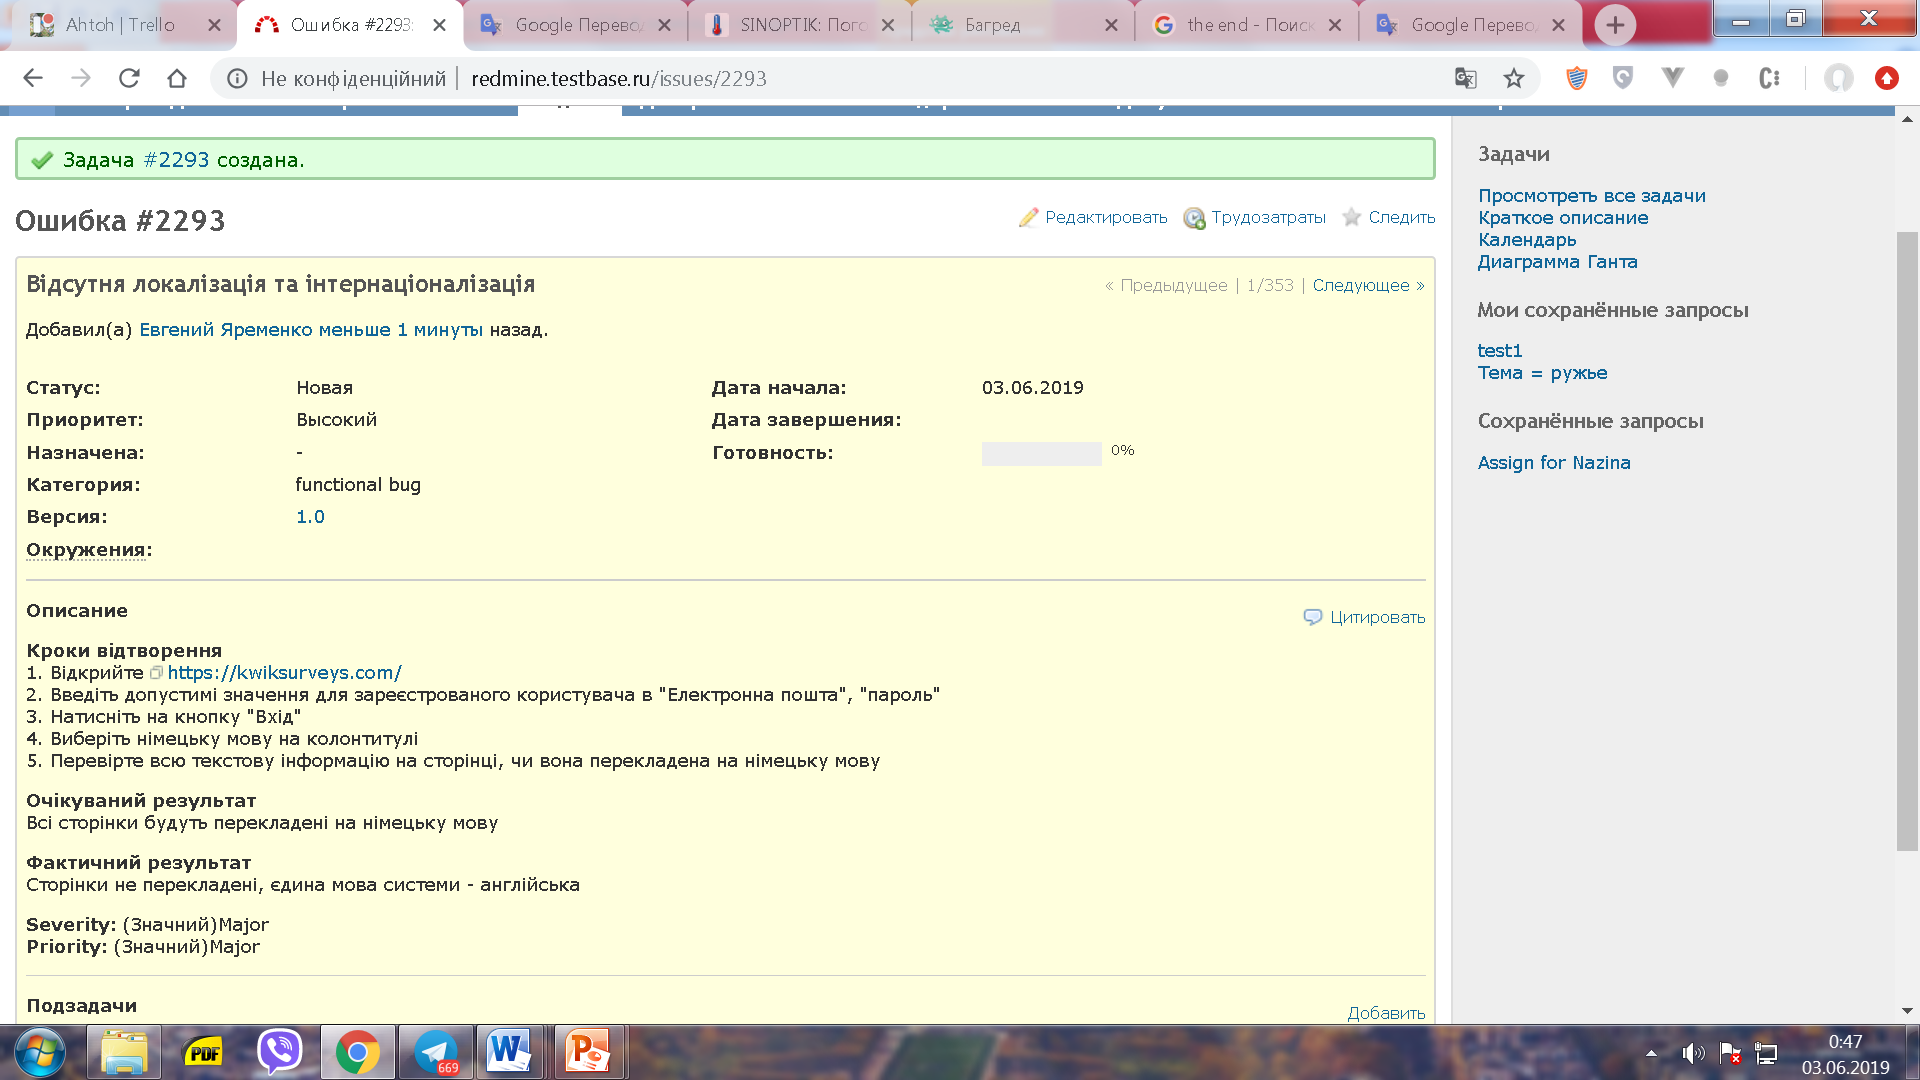 Ahtoh | Trello
Ошибка #2293:
Google Перево
SINOPTIK: Пого
Багред
the end - Поиск
Google Перево
Не конфіденційний | redmine.testbase.ru/issues/2293
Задача #2293 создана.
Ошибка #2293
Редактировать Трудозатраты Следить
Відсутня локалізація та інтернаціоналізація
« Предыдущее | 1/353 | Следующее »
Добавил(а) Евгений Яременко меньше 1 минуты назад.
Статус: Новая Дата начала: 03.06.2019
Приоритет: Высокий Дата завершения:
Назначена: - Готовность: 0%
Категория: functional bug
Версия: 1.0
Окружения:
Описание
Цитировать
Кроки відтворення
1. Відкрийте https://kwiksurveys.com/
2. Введіть допустимі значення для зареєстрованого користувача в "Електронна пошта", "пароль"
3. Натисніть на кнопку "Вхід"
4. Виберіть німецьку мову на колонтитулі
5. Перевірте всю текстову інформацію на сторінці, чи вона перекладена на німецьку мову
Очікуваний результат
Всі сторінки будуть перекладені на німецьку мову
Фактичний результат
Сторінки не перекладені, єдина мова системи - англійська
Severity: (Значний)Major
Priority: (Значний)Major
Подзадачи
Добавить
Задачи
Просмотреть все задачи
Краткое описание
Календарь
Диаграмма Ганта
Мои сохранённые запросы
test1
Тема = ружье
Сохранённые запросы
Assign for Nazina
PDF
669
0:47
03.06.2019